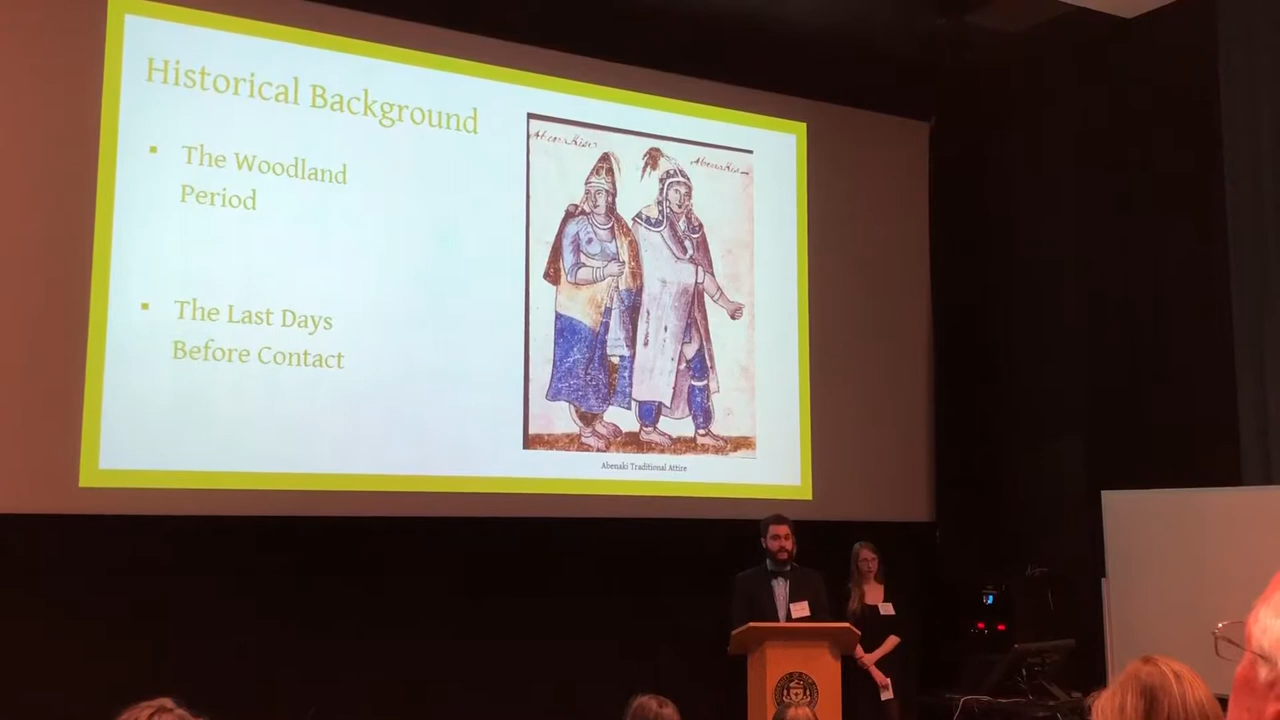 Historical Background
▪ The Woodland
Period
▪ The Last Days
Before Contact
Abenaki Traditional Attire